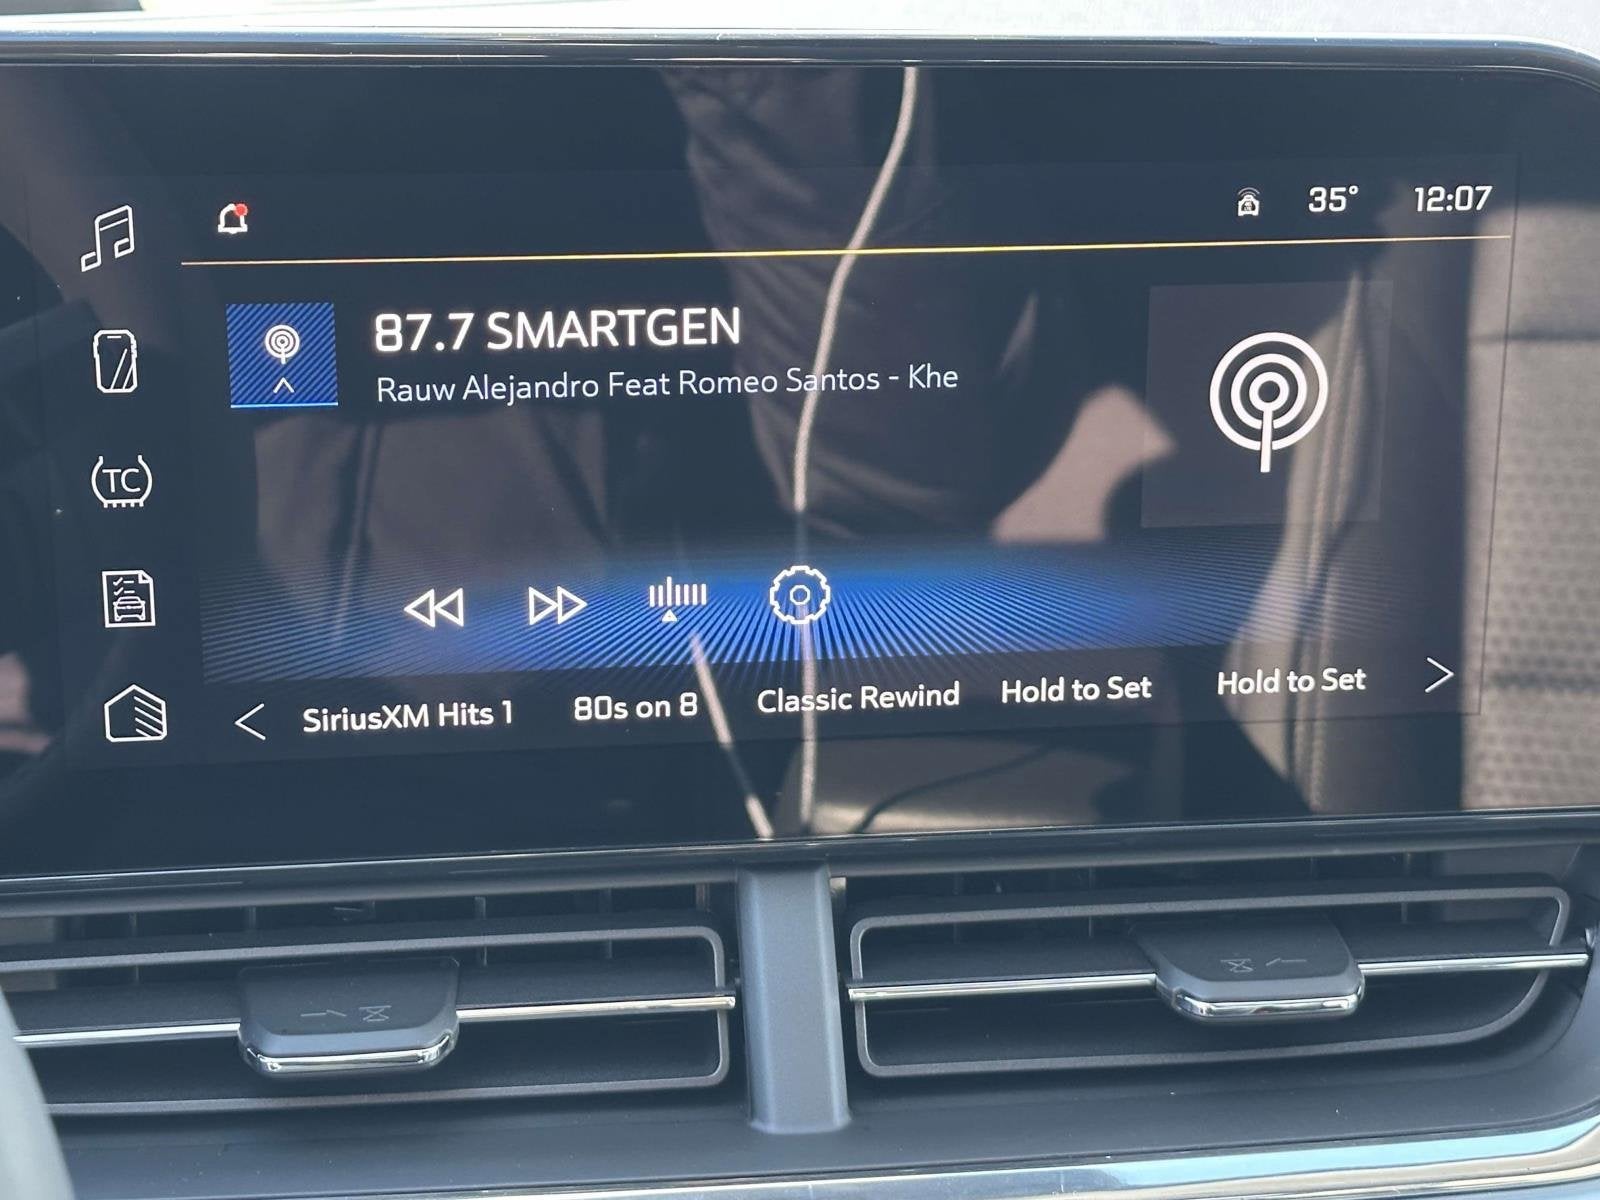 35° 12:07
87.7 SMARTGEN
Rauw Alejandro Feat Romeo Santos - Khe
TC
SiriusXM Hits 1 80s on 8 Classic Rewind Hold to Set Hold to Set